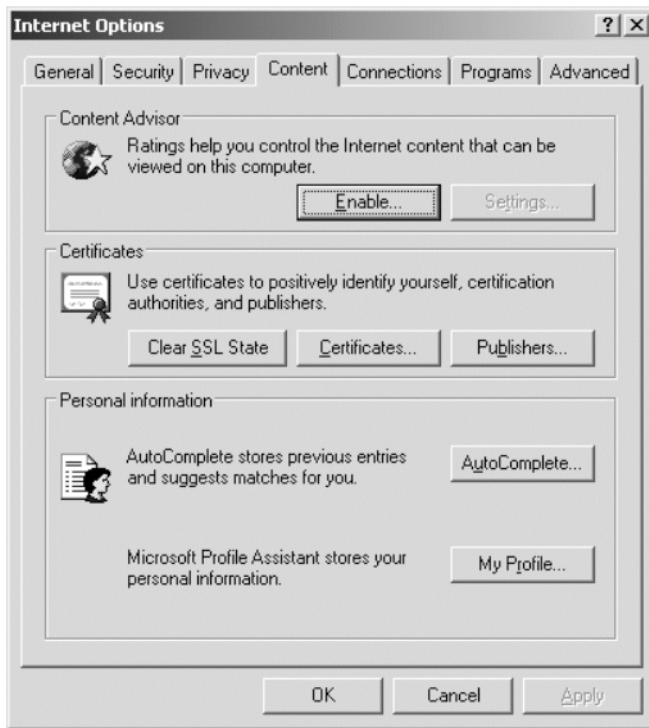 Internet Options
General Security Privacy Content Connections Programs Advanced
Content Advisor
Ratings help you control the Internet content that can be
viewed on this computer.
Enable... Settings...
Certificates
Use certificates to positively identify yourself, certification
authorities, and publishers.
Clear SSL State Certificates... Publishers...
Personal information
AutoComplete stores previous entries
and suggests matches for you.
AutoComplete...
Microsoft Profile Assistant stores your
personal information.
My Profile...
OK Cancel Apply